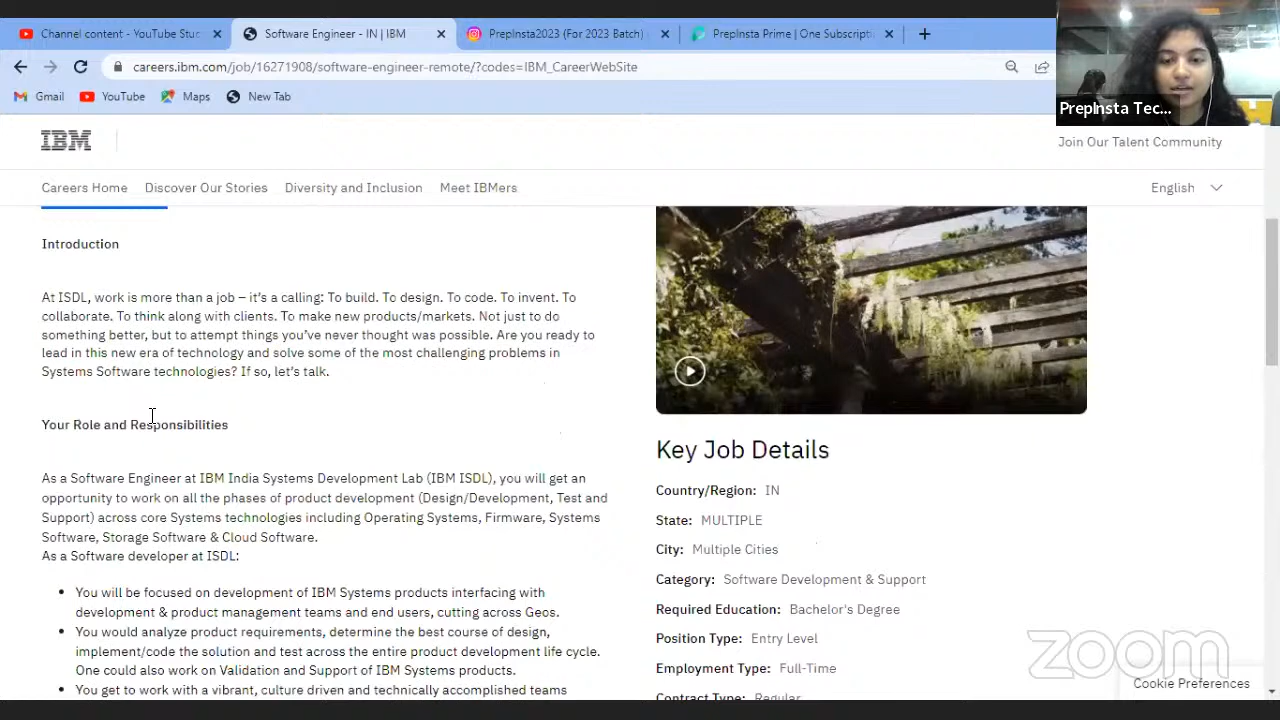 Channel content - YouTube Stu
Software Engineer - IN | IBM
PrepInsta2023 (For 2023 Batch)
PrepInsta Prime | One Subscripti
careers.ibm.com/job/16271908/software-engineer-remote/?codes=IBM_CareerWebSite
Gmail
YouTube
Maps
New Tab
PrepInsta Tec...
IBM
Join Our Talent Community
Careers Home
Discover Our Stories
Diversity and Inclusion
Meet IBMers
English
Introduction
At ISDL, work is more than a job – it's a calling: To build. To design. To code. To invent. To
collaborate. To think along with clients. To make new products/markets. Not just to do
something better, but to attempt things you've never thought was possible. Are you ready to
lead in this new era of technology and solve some of the most challenging problems in
Systems Software technologies? If so, let's talk.
Your Role and Responsibilities
As a Software Engineer at IBM India Systems Development Lab (IBM ISDL), you will get an
opportunity to work on all the phases of product development (Design/Development, Test and
Support) across core Systems technologies including Operating Systems, Firmware, Systems
Software, Storage Software & Cloud Software.
As a Software developer at ISDL:
You will be focused on development of IBM Systems products interfacing with
development & product management teams and end users, cutting across Geos.
You would analyze product requirements, determine the best course of design,
implement/code the solution and test across the entire product development life cycle.
One could also work on Validation and Support of IBM Systems products.
You get to work with a vibrant, culture driven and technically accomplished teams
Key Job Details
Country/Region: IN
State: MULTIPLE
City: Multiple Cities
Category: Software Development & Support
Required Education: Bachelor's Degree
Position Type: Entry Level
Employment Type: Full-Time
Contract Type: Regular
zoom
Cookie Preferences